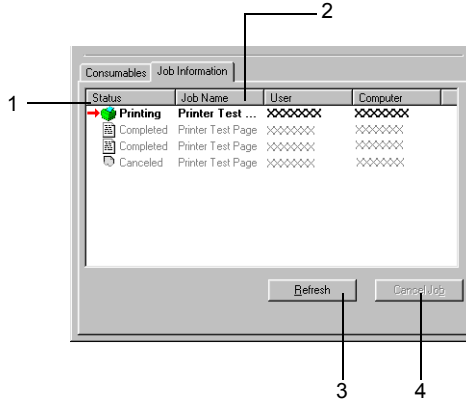 2
Consumables Job Information
1
Status Job Name User Computer
Printing Printer Test ... XXXXXXX XXXXXXX
Completed Printer Test Page XXXXXXX XXXXXXX
Completed Printer Test Page XXXXXXX XXXXXXX
Canceled Printer Test Page XXXXXXX XXXXXXX
Refresh Cancel Job
3 4